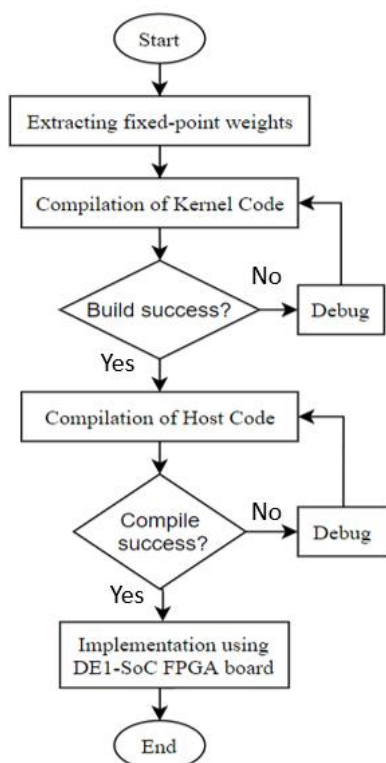 Start
Extracting fixed-point weights
Compilation of Kernel Code
No
Build success?
Debug
Yes
Compilation of Host Code
No
Compile
success?
Debug
Yes
Implementation using
DE1-SoC FPGA board
End